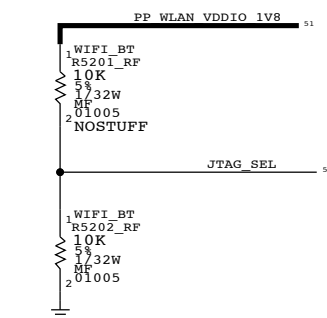 PP_WLAN_VDDIO_1V8
51
1
WIFI_BT
R5201_RF
10K
5%
1/32W
MF
01005
2
NOSTUFF
JTAG_SEL
5
1
WIFI_BT
R5202_RF
10K
5%
1/32W
MF
01005
2